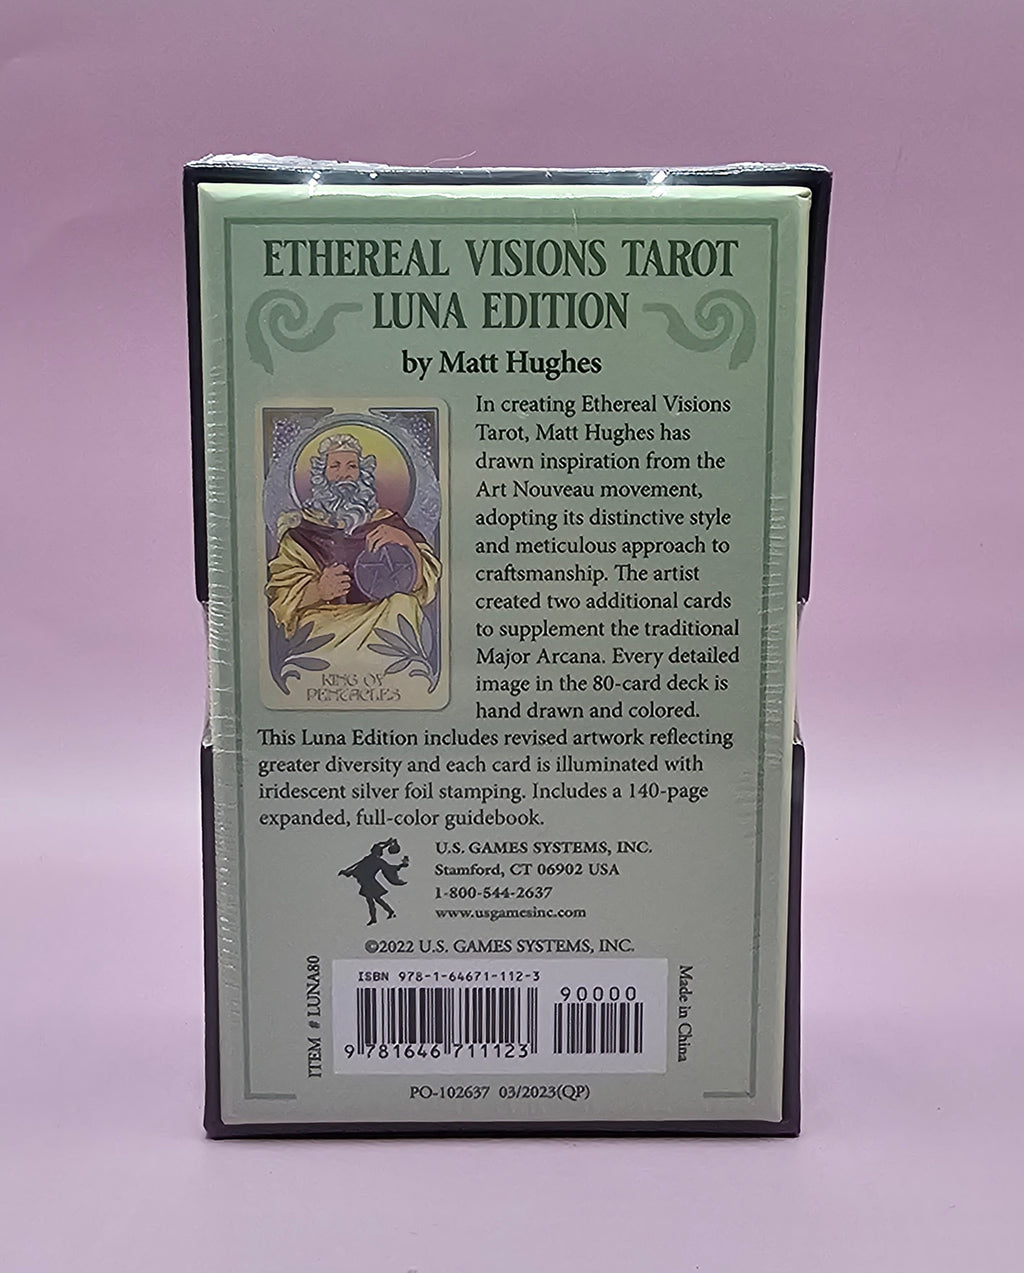 ETHEREAL VISIONS TAROT
LUNA EDITION
by Matt Hughes
In creating Ethereal Visions
Tarot, Matt Hughes has
drawn inspiration from the
Art Nouveau movement,
adopting its distinctive style
and meticulous approach to
craftsmanship. The artist
created two additional cards
to supplement the traditional
Major Arcana. Every detailed
image in the 80-card deck is
hand drawn and colored.
KING OF
PENTACLES
This Luna Edition includes revised artwork reflecting
greater diversity and each card is illuminated with
iridescent silver foil stamping. Includes a 140-page
expanded, full-color guidebook.
U.S. GAMES SYSTEMS, INC.
Stamford, CT 06902 USA
1-800-544-2637
www.usgamesinc.com
©2022 U.S. GAMES SYSTEMS, INC.
ITEM # LUNA80
ISBN 978-1-64671-112-3
90000
9 781646 711123
Made in China
PO-102637 03/2023(QP)